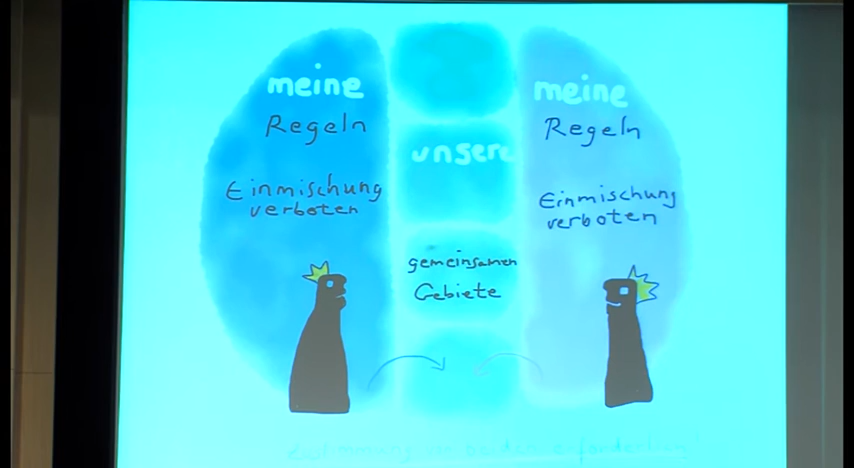 meine
Regeln
Einmischung
verboten
unsere
gemeinsamen
Gebiete
meine
Regeln
Einmischung
verboten